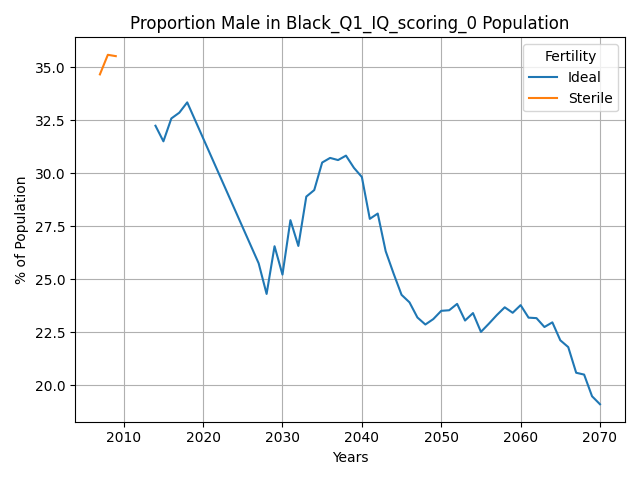 Proportion Male in Black_Q1_IQ_scoring_0 Population
Fertility
Ideal
Sterile
% of Population
35.0
32.5
30.0
27.5
25.0
22.5
20.0
2010
2020
2030
2040
2050
2060
2070
Years